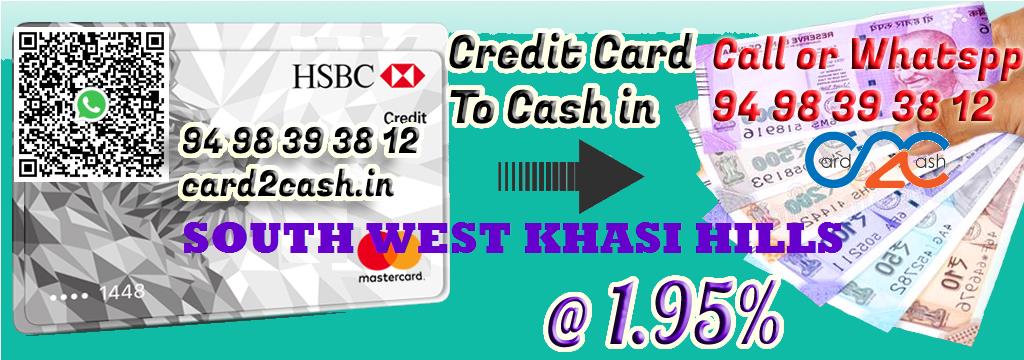 HSBC
Credit
94 98 39 38 12
card2cash.in
•••• 1448
mastercard.
Credit Card
To Cash in
Call or Whatspp
94 98 39 38 12
Card 2 Cash
SOUTH WEST KHASI HILLS
@ 1.95%